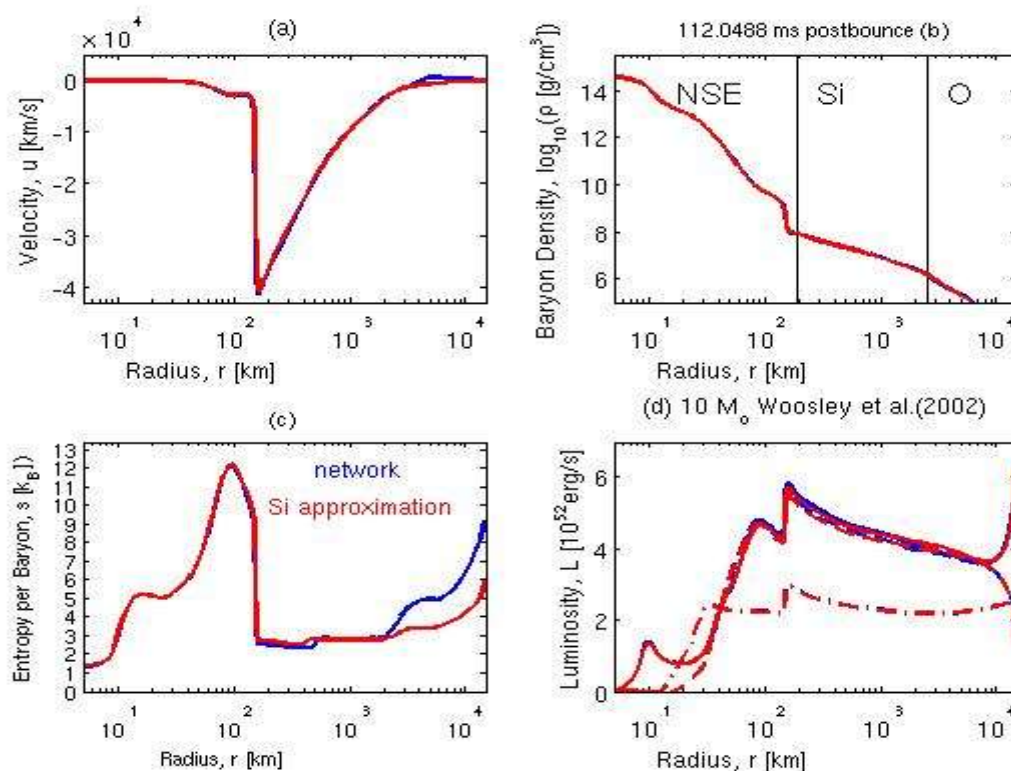 (a)
× 10⁴
0
-1
-2
-3
-4
Velocity, u [km/s]
10¹ 10² 10³ 10⁴
Radius, r [km]
112.0488 ms postbounce (b)
NSE Si O
14
12
10
8
6
Baryon Density, log₁₀(ρ [g/cm³])
10¹ 10² 10³ 10⁴
Radius, r [km]
(c)
network
Si approximation
13
12
11
10
9
8
7
6
5
4
3
2
1
0
Entropy per Baryon, s [k_B])
10¹ 10² 10³ 10⁴
Radius, r [km]
(d) 10 M_o Woosley et al.(2002)
6
4
2
0
Luminosity, L [10⁵²erg/s]
10¹ 10² 10³ 10⁴
Radius, r [km]